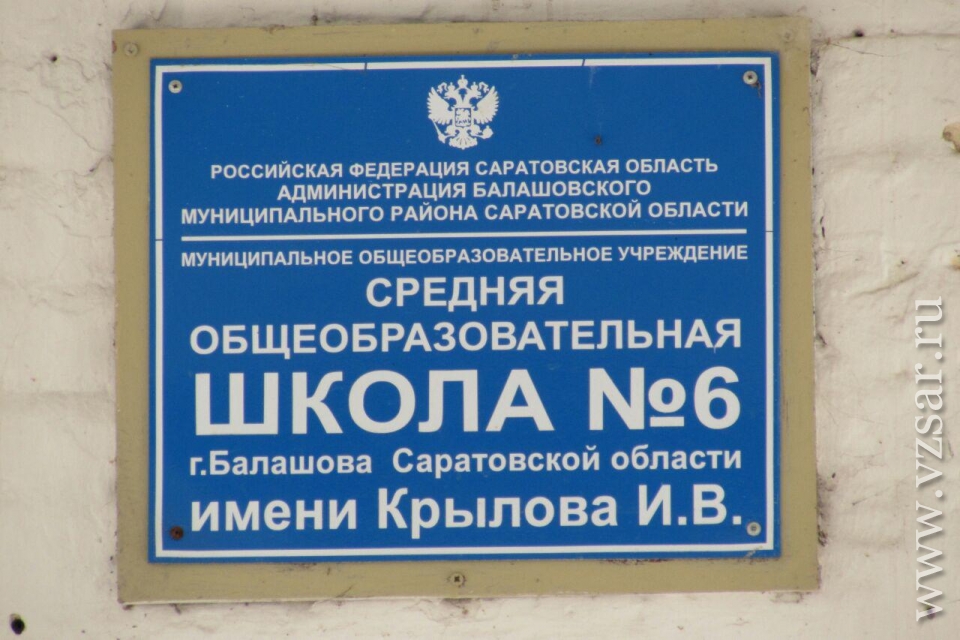 РОССИЙСКАЯ ФЕДЕРАЦИЯ САРАТОВСКАЯ ОБЛАСТЬ
АДМИНИСТРАЦИЯ БАЛАШОВСКОГО
МУНИЦИПАЛЬНОГО РАЙОНА САРАТОВСКОЙ ОБЛАСТИ
МУНИЦИПАЛЬНОЕ ОБЩЕОБРАЗОВАТЕЛЬНОЕ УЧРЕЖДЕНИЕ
СРЕДНЯЯ
ОБЩЕОБРАЗОВАТЕЛЬНАЯ
ШКОЛА №6
г.Балашова Саратовской области
имени Крылова И.В.
www.vzsar.ru